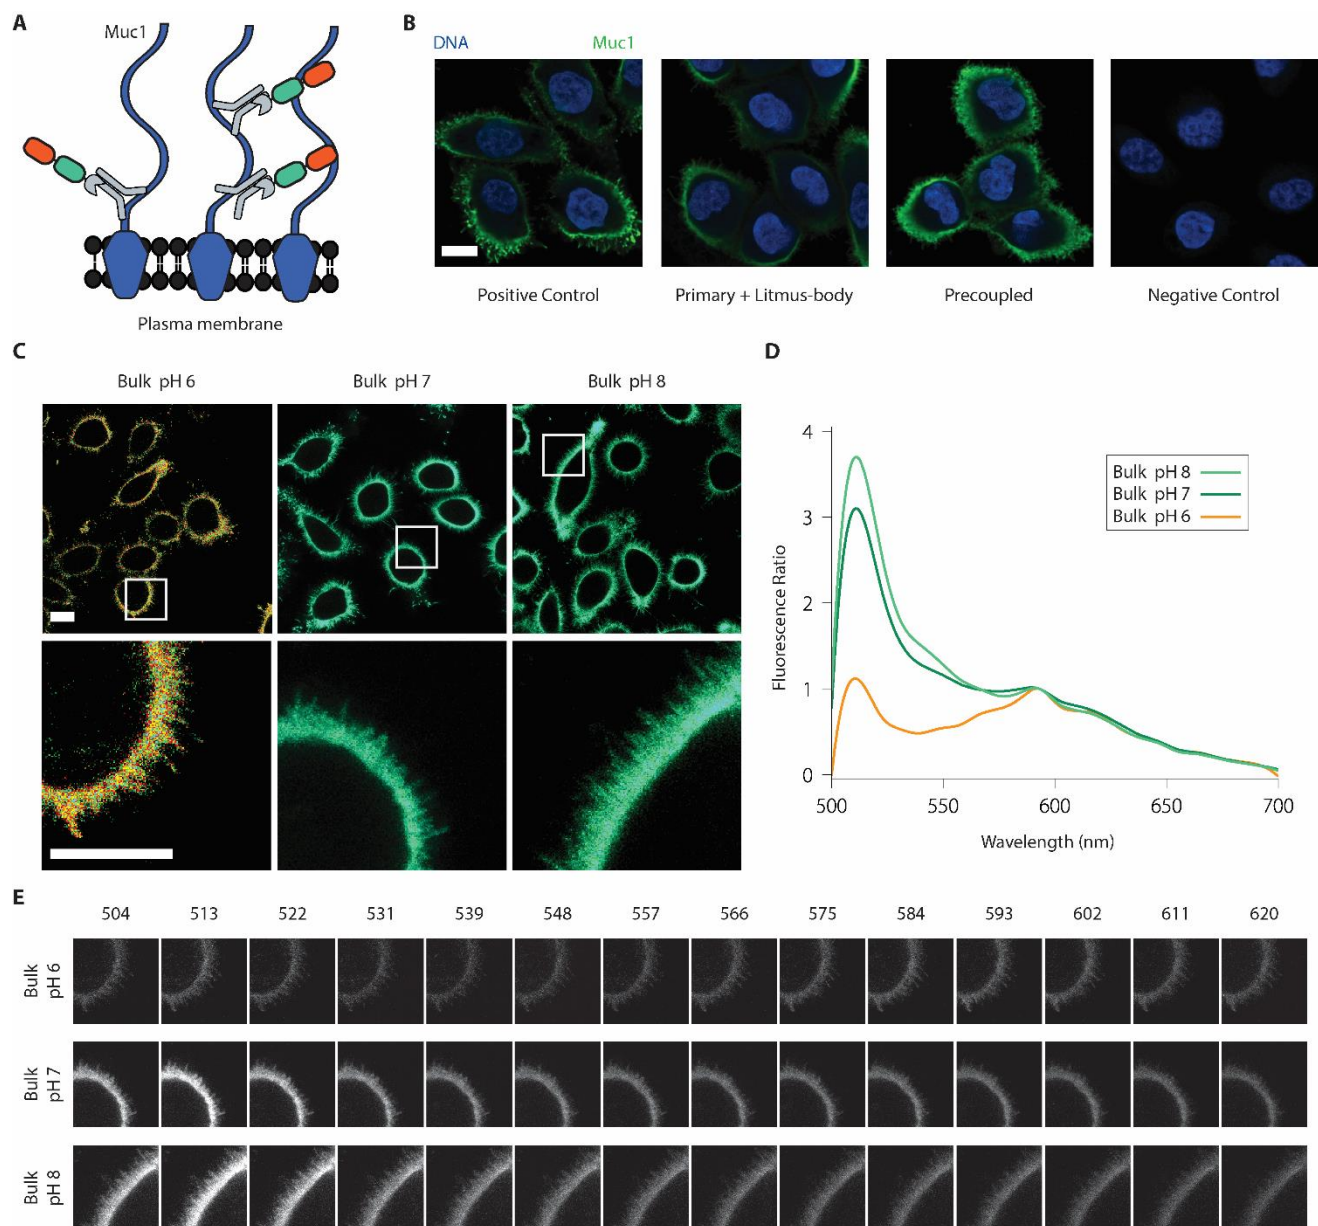 A
Muc1
Plasma membrane
B
DNA
Muc1
Positive Control
Primary + Litmus-body
Precoupled
Negative Control
C
Bulk pH 6
Bulk pH 7
Bulk pH 8
D
4
3
2
1
0
Fluorescence Ratio
Bulk pH 8
Bulk pH 7
Bulk pH 6
500
550
600
650
700
Wavelength (nm)
E
504
513
522
531
539
548
557
566
575
584
593
602
611
620
Bulk
pH 6
Bulk
pH 7
Bulk
pH 8